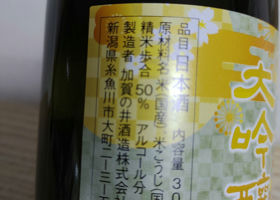 大吟醸
品目 日本酒 内容量 30
原材料名 米(国産)、米こうじ(国
精米歩合 50% アルコール分
製造者 加賀の井酒造株式会
新潟県糸魚川市大町二ー三ー